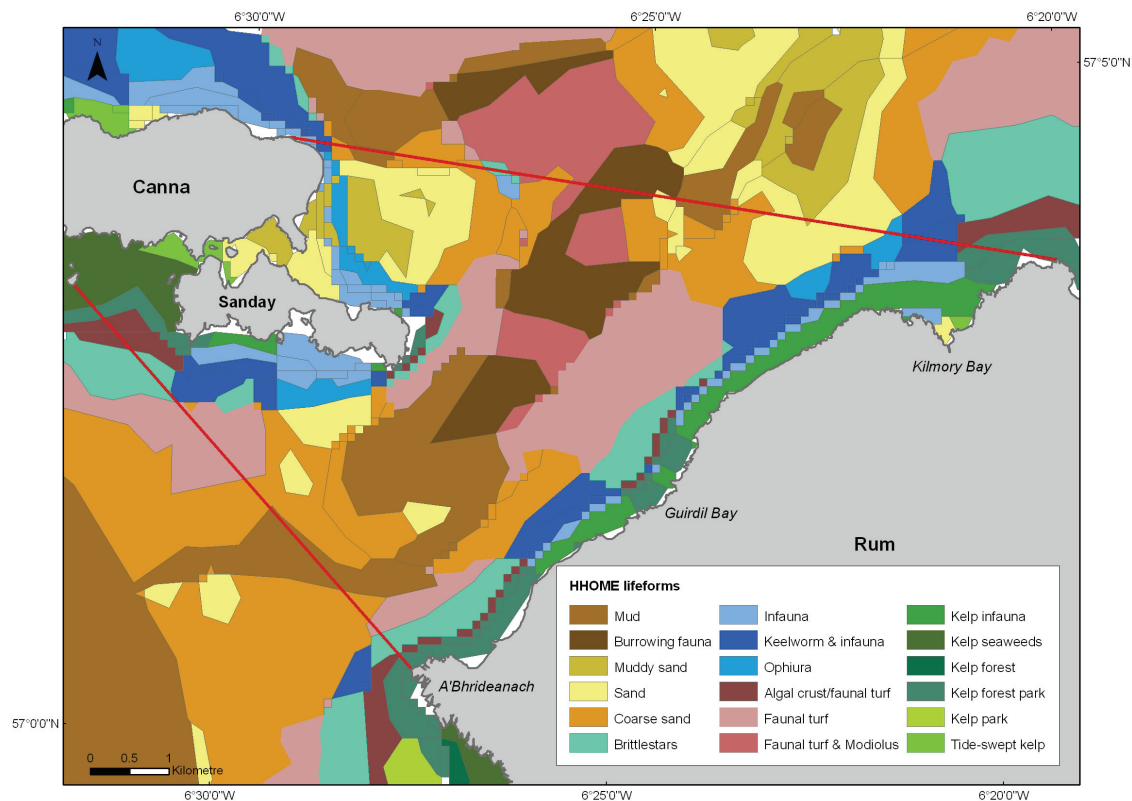 6°30'0"W
6°25'0"W
6°20'0"W
N
57°5'0"N
Canna
Sanday
Kilmory Bay
Guirdil Bay
Rum
HHOME lifeforms
Mud
Infauna
Kelp infauna
Burrowing fauna
Keelworm & infauna
Kelp seaweeds
Muddy sand
Ophiura
Kelp forest
Sand
Algal crust/faunal turf
Kelp forest park
Coarse sand
Faunal turf
Kelp park
Brittlestars
Faunal turf & Modiolus
Tide-swept kelp
A'Bhrideanach
57°0'0"N
0 0.5 1
Kilometre
6°30'0"W
6°25'0"W
6°20'0"W